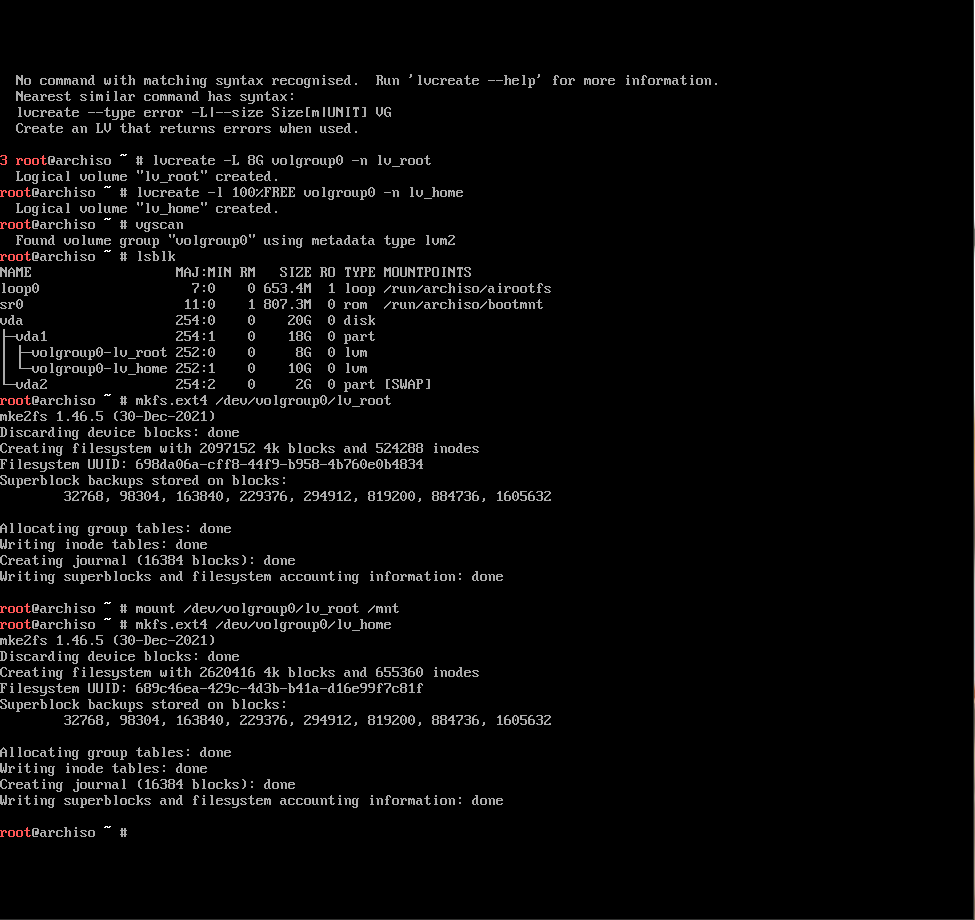 No command with matching syntax recognised.  Run 'lvcreate --help' for more information.
  Nearest similar command has syntax:
  lvcreate --type error -L|--size Size[m|UNIT] VG
  Create an LV that returns errors when used.

3 root@archiso ~ # lvcreate -L 8G volgroup0 -n lv_root
  Logical volume "lv_root" created.
root@archiso ~ # lvcreate -l 100%FREE volgroup0 -n lv_home
  Logical volume "lv_home" created.
root@archiso ~ # vgscan
  Found volume group "volgroup0" using metadata type lvm2
root@archiso ~ # lsblk
NAME                  MAJ:MIN RM   SIZE RO TYPE MOUNTPOINTS
loop0                   7:0    0 653.4M  1 loop /run/archiso/airootfs
sr0                    11:0    1 807.3M  0 rom  /run/archiso/bootmnt
vda                   254:0    0    20G  0 disk
├─vda1                254:1    0    18G  0 part
│ ├─volgroup0-lv_root 252:0    0     8G  0 lvm
│ └─volgroup0-lv_home 252:1    0    10G  0 lvm
└─vda2                254:2    0     2G  0 part [SWAP]
root@archiso ~ # mkfs.ext4 /dev/volgroup0/lv_root
mke2fs 1.46.5 (30-Dec-2021)
Discarding device blocks: done
Creating filesystem with 2097152 4k blocks and 524288 inodes
Filesystem UUID: 698da06a-cff8-44f9-b958-4b760e0b4834
Superblock backups stored on blocks:
        32768, 98304, 163840, 229376, 294912, 819200, 884736, 1605632

Allocating group tables: done
Writing inode tables: done
Creating journal (16384 blocks): done
Writing superblocks and filesystem accounting information: done

root@archiso ~ # mount /dev/volgroup0/lv_root /mnt
root@archiso ~ # mkfs.ext4 /dev/volgroup0/lv_home
mke2fs 1.46.5 (30-Dec-2021)
Discarding device blocks: done
Creating filesystem with 2620416 4k blocks and 655360 inodes
Filesystem UUID: 689c46ea-429c-4d3b-b41a-d16e99f7c81f
Superblock backups stored on blocks:
        32768, 98304, 163840, 229376, 294912, 819200, 884736, 1605632

Allocating group tables: done
Writing inode tables: done
Creating journal (16384 blocks): done
Writing superblocks and filesystem accounting information: done

root@archiso ~ #